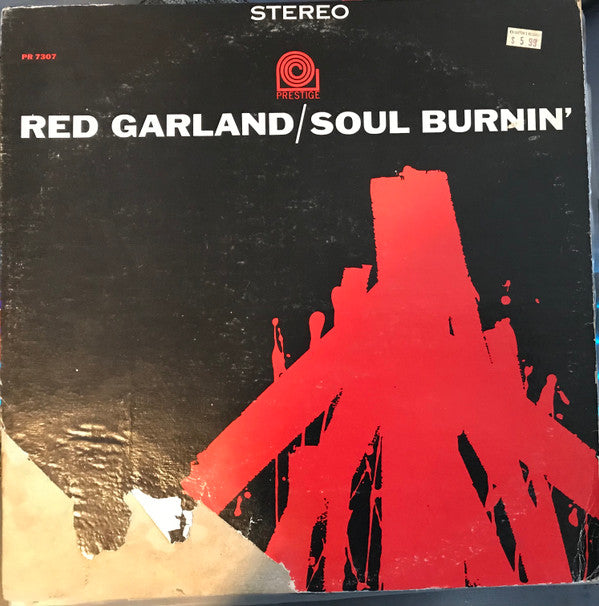 STEREO
$ 5.99
PR 7307
PRESTIGE
RED GARLAND/SOUL BURNIN'